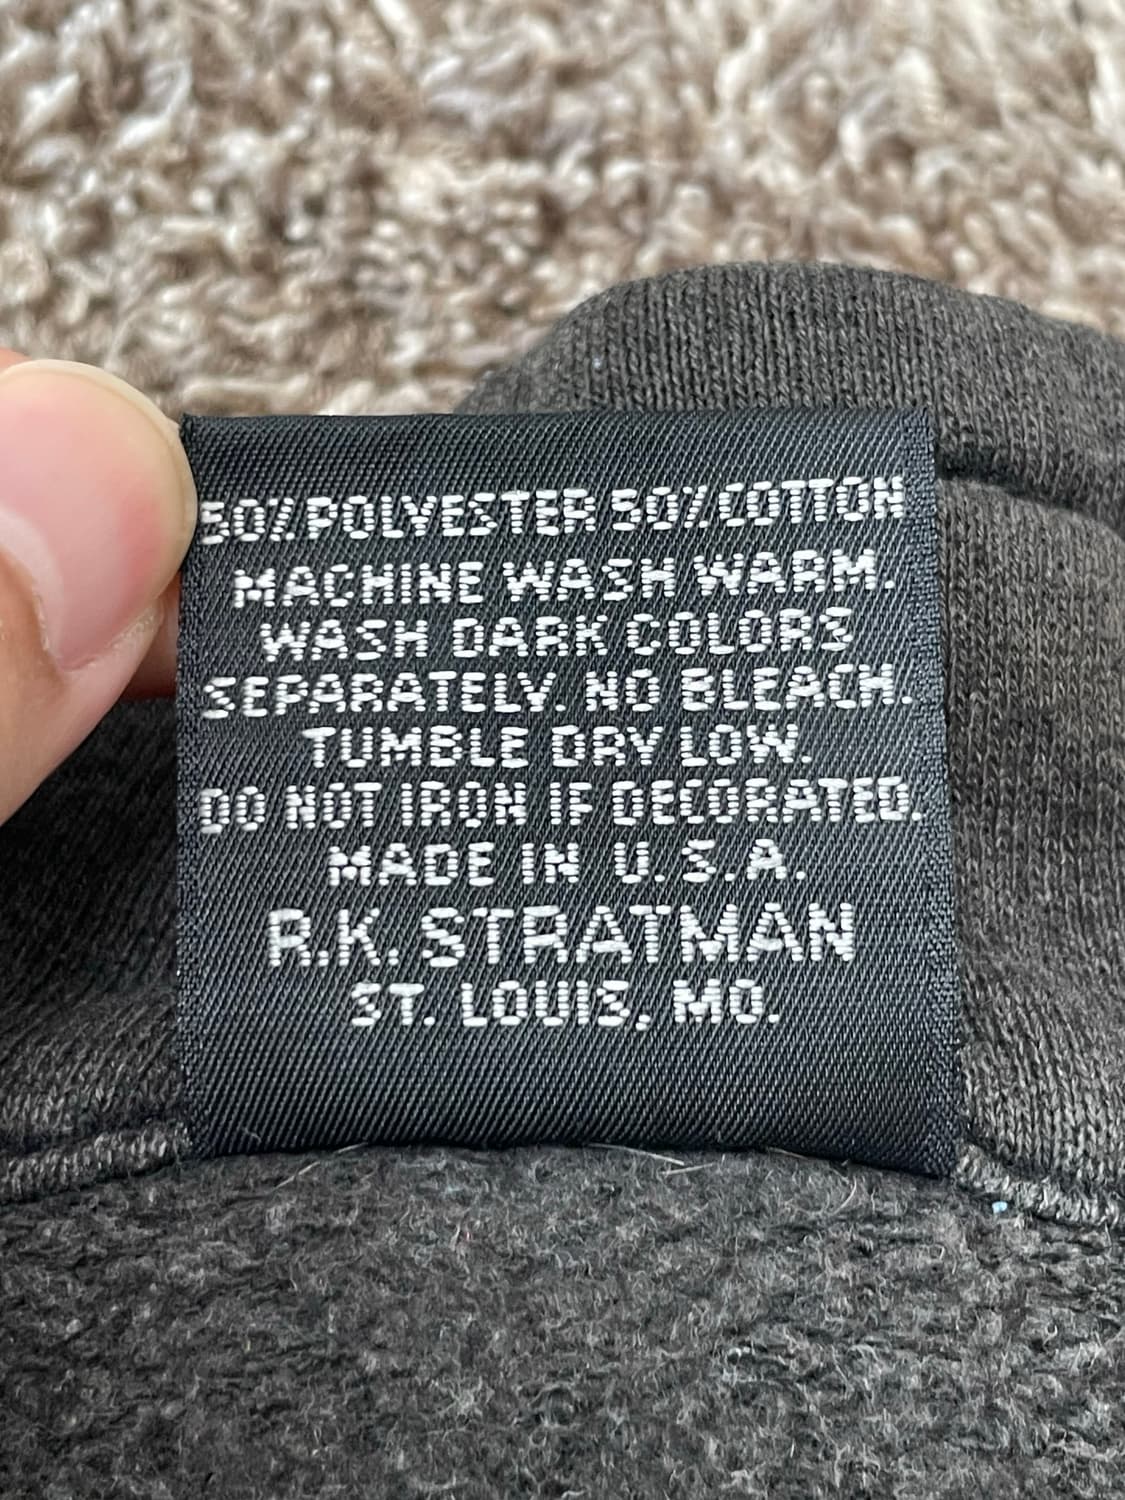 50% POLYESTER 50% COTTON
MACHINE WASH WARM.
WASH DARK COLORS
SEPARATELY. NO BLEACH.
TUMBLE DRY LOW.
DO NOT IRON IF DECORATED.
MADE IN U.S.A.
R.K. STRATMAN
ST. LOUIS, MO.